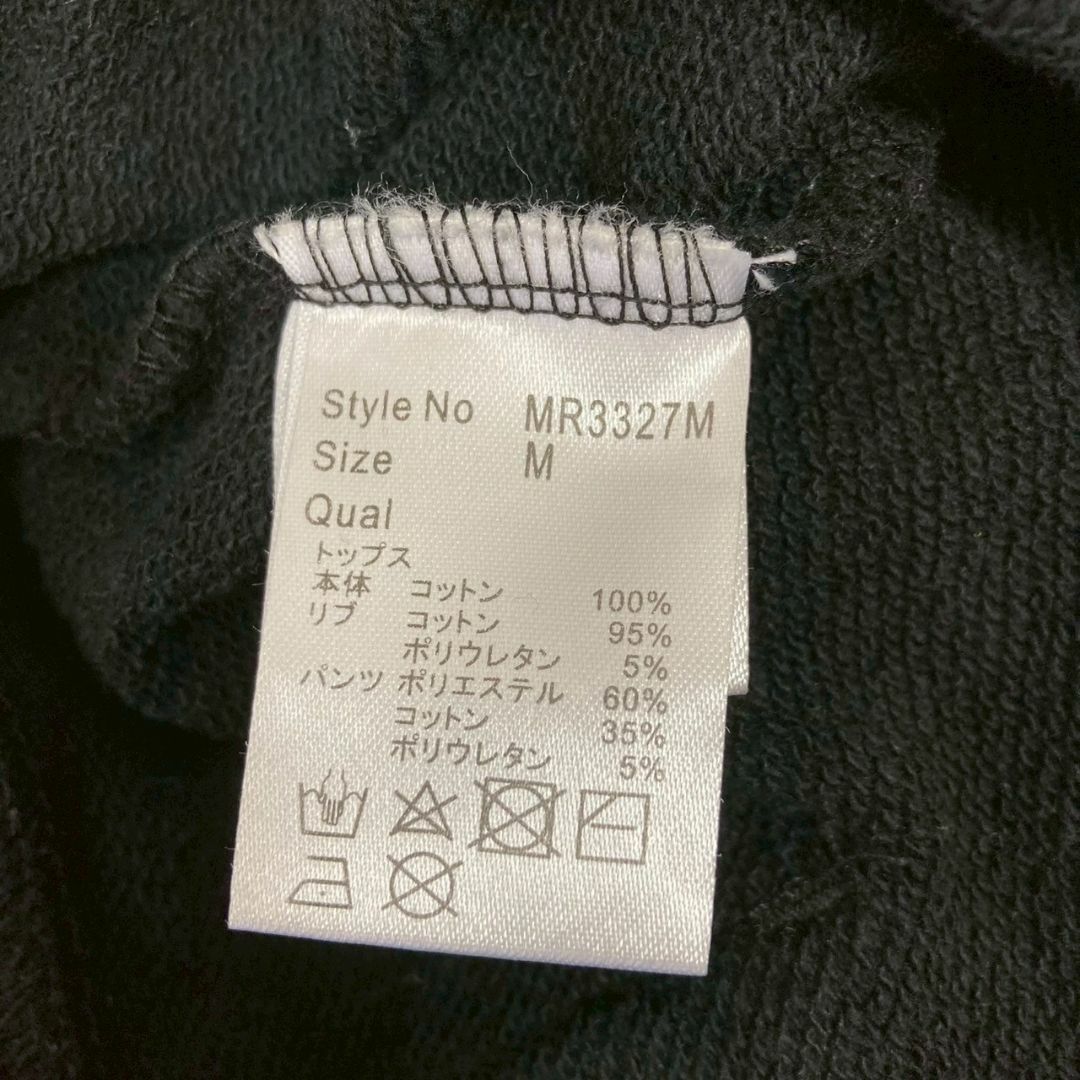 Style No MR3327M
Size M
Qual
トップス
本体 コットン 100%
リブ コットン 95%
ポリウレタン 5%
パンツ ポリエステル 60%
コットン 35%
ポリウレタン 5%